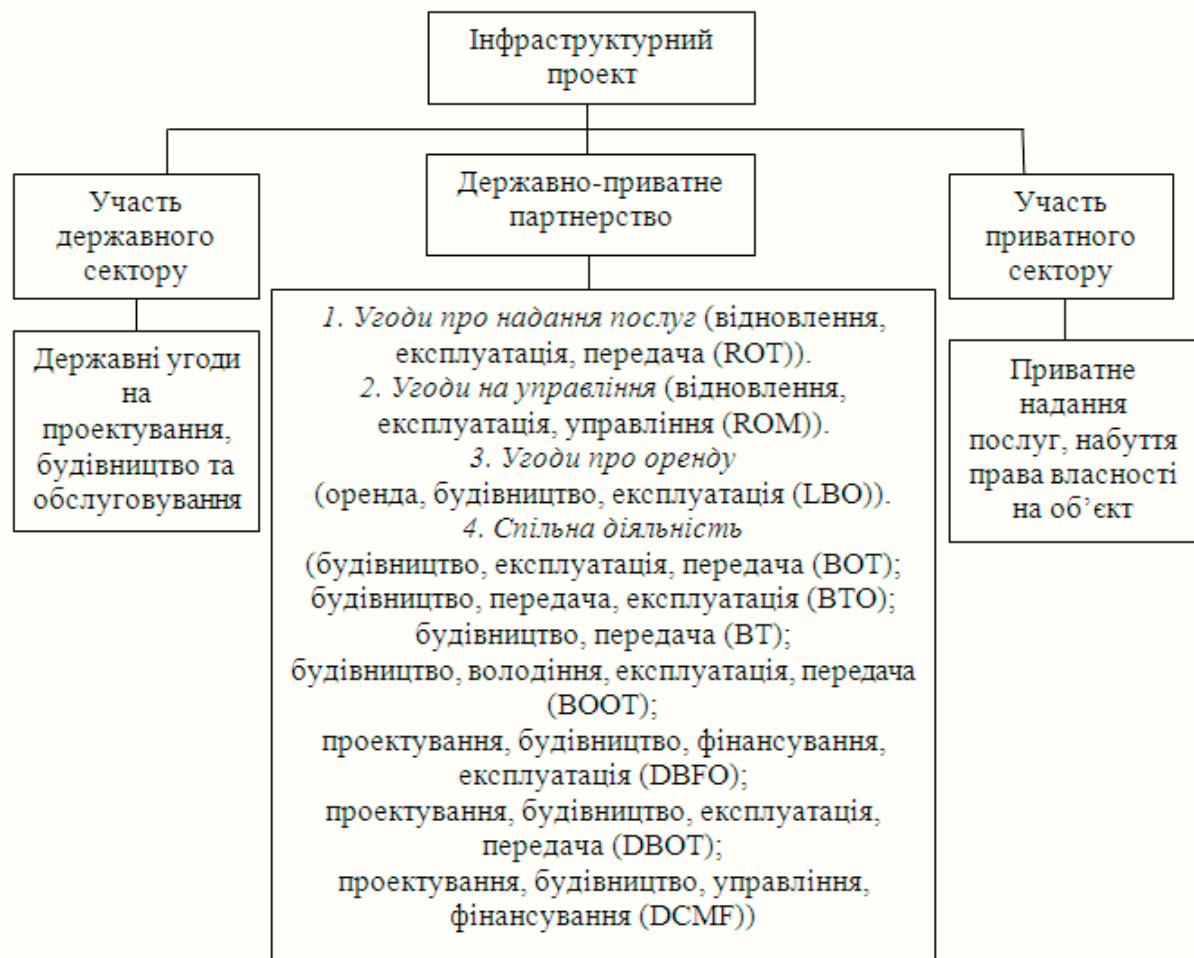 Інфраструктурний
проект
Участь
державного
сектору
Державно-приватне
партнерство
Участь
приватного
сектору
Державні угоди
на
проектування,
будівництво та
обслуговування
1. Угоди про надання послуг (відновлення,
експлуатація, передача (ROT)).
2. Угоди на управління (відновлення,
експлуатація, управління (ROM)).
3. Угоди про оренду
(оренда, будівництво, експлуатація (LBO)).
4. Спільна діяльність
(будівництво, експлуатація, передача (BOT);
будівництво, передача, експлуатація (BTO);
будівництво, передача (BT);
будівництво, володіння, експлуатація, передача
(BOOT);
проектування, будівництво, фінансування,
експлуатація (DBFO);
проектування, будівництво, експлуатація,
передача (DBOT);
проектування, будівництво, управління,
фінансування (DCMF))
Приватне
надання
послуг, набуття
права власності
на об’єкт